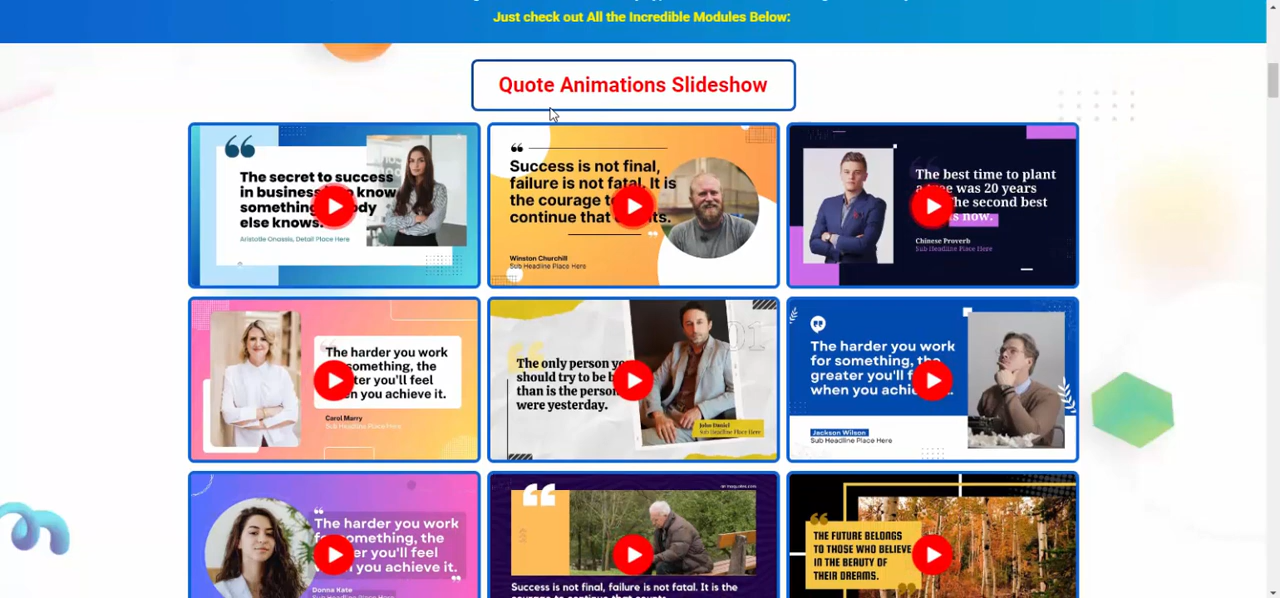 Just check out All the Incredible Modules Below:
Quote Animations Slideshow
The secret to success
in business know
something body
else knows.
Aristotle Onassis, Detail Place Here
Success is not final,
failure is not fatal. It is
the courage to
continue that
Winston Churchill
Sub Headline Place Here
The best time to plant
a was 20 years
The second best
is now.
Chinese Proverb
Sub Headline Place Here
The harder you work
something, the
you'll feel
you achieve it.
Carol Marry
Sub Headline Place Here
The only person
should try to be
than is the person
were yesterday.
01
John Daniel
Sub Headline Place Here
The harder you work
for something, the
greater you'll
when you
Jackson Wilson
Sub Headline Place Here
The harder you work
something, the
you'll feel
you achieve it.
Donna Kate
Success is not final, failure is not fatal. It is the
THE FUTURE BELONGS
TO THOSE WHO BELIEVE
IN THE BEAUTY OF
THEIR DREAMS.